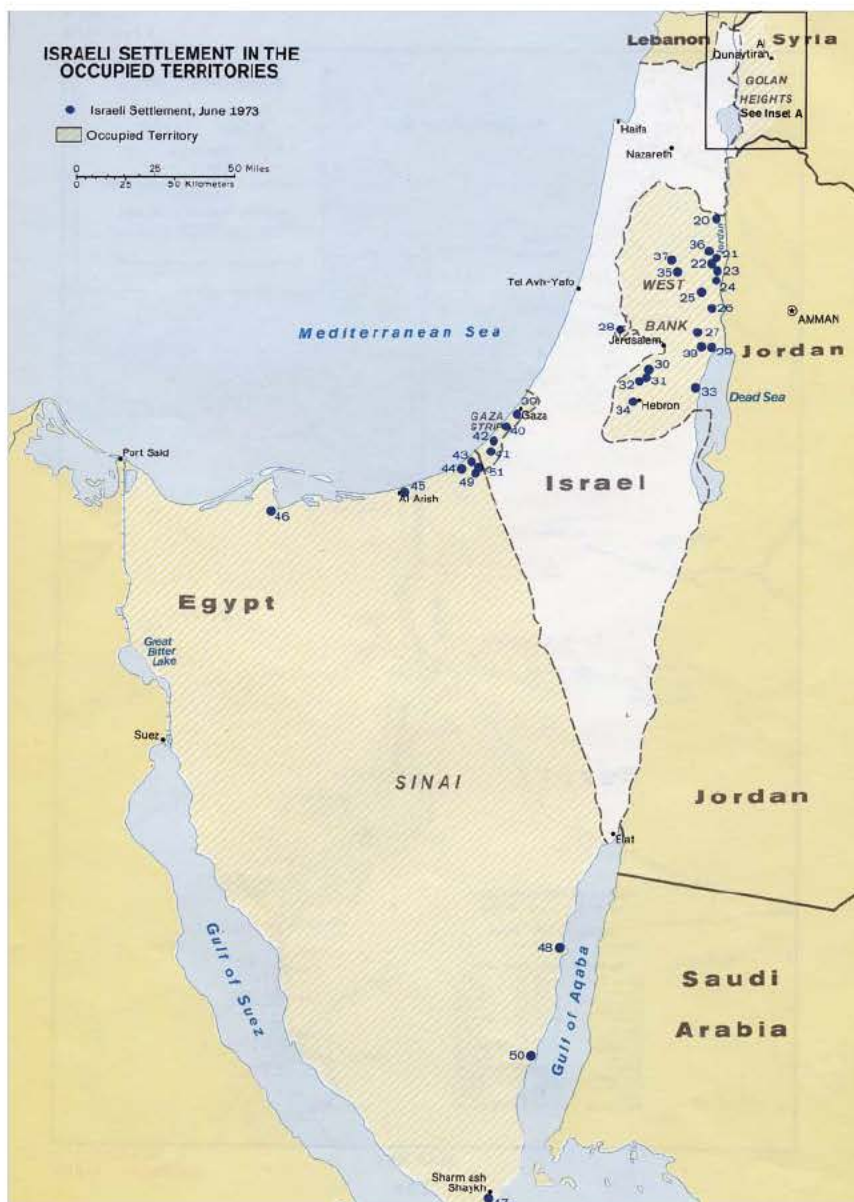 ISRAELI SETTLEMENT IN THE
OCCUPIED TERRITORIES
Israeli Settlement, June 1973
Occupied Territory
0 25 50 Miles
0 25 50 Kilometers
Lebanon
Syria
Al
Qunaytirah
GOLAN
HEIGHTS
See Inset A
Haifa
Nazareth
20
Jordan
36
21
37
22
35
23
WEST
24
25
Tel Aviv-Yafo
26
AMMAN
28
BANK
27
Mediterranean Sea
Jerusalem
Jordan
29
30
32
31
33
Dead Sea
34
Hebron
39
Gaza
GAZA
STRIP
40
42
41
43
44
51
49
Port Said
45
Al Arish
46
Israel
Egypt
Great
Bitter
Lake
Suez
SINAI
Jordan
Elat
Gulf of Suez
48
Gulf of Aqaba
Saudi
Arabia
50
Sharm ash
Shaykh
47